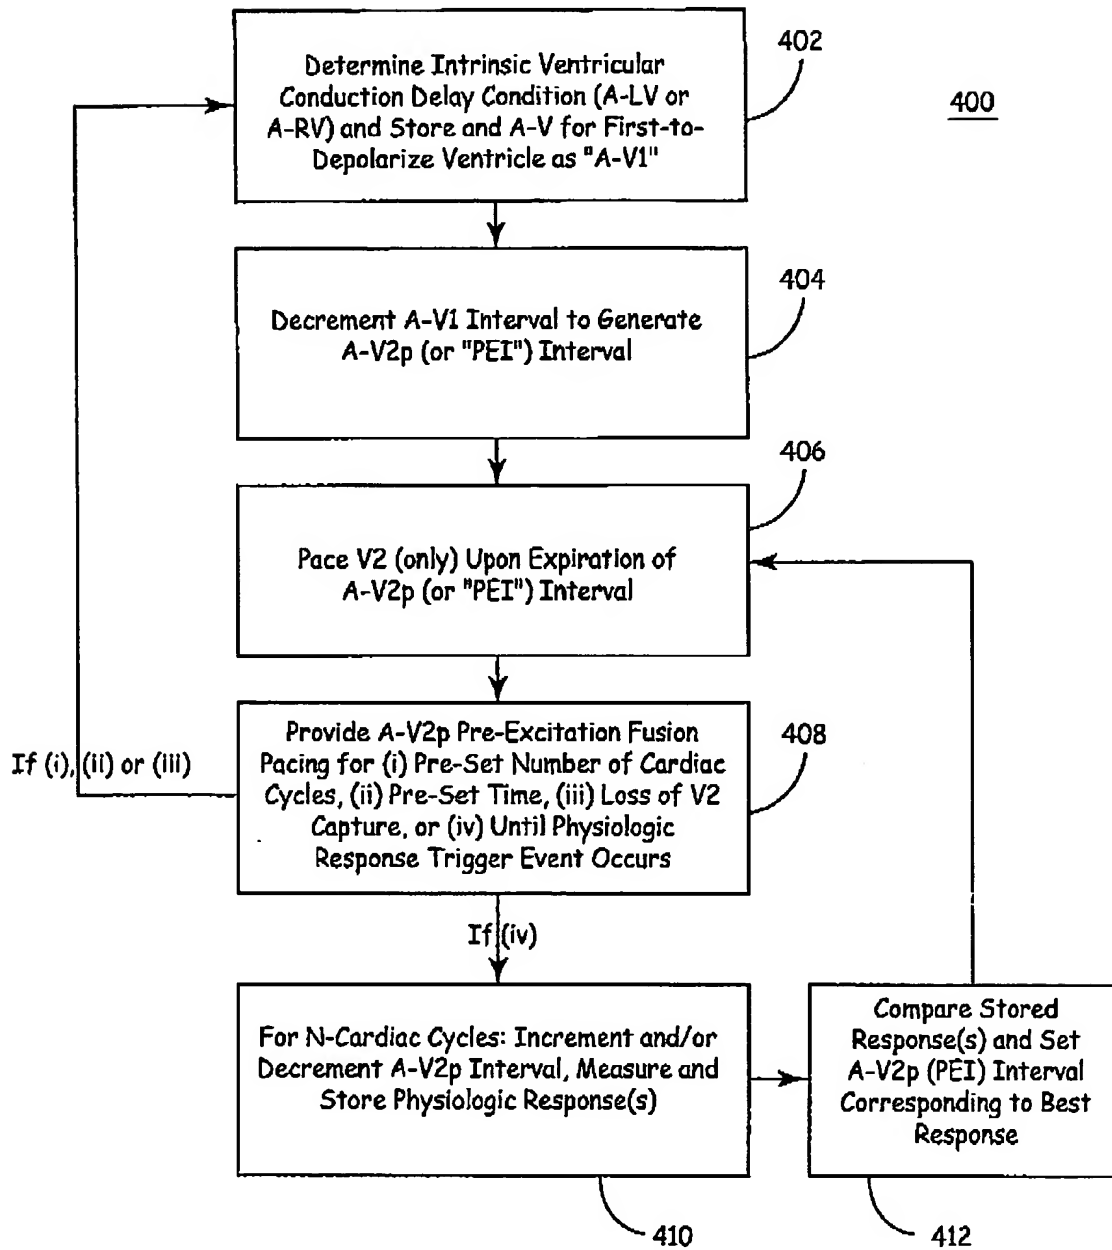 402
400
Determine Intrinsic Ventricular
Conduction Delay Condition (A-LV or
A-RV) and Store and A-V for First-to-
Depolarize Ventricle as "A-V1"
404
Decrement A-V1 Interval to Generate
A-V2p (or "PEI") Interval
406
Pace V2 (only) Upon Expiration of
A-V2p (or "PEI") Interval
408
If (i), (ii) or (iii)
Provide A-V2p Pre-Excitation Fusion
Pacing for (i) Pre-Set Number of Cardiac
Cycles, (ii) Pre-Set Time, (iii) Loss of V2
Capture, or (iv) Until Physiologic
Response Trigger Event Occurs
If (iv)
For N-Cardiac Cycles: Increment and/or
Decrement A-V2p Interval, Measure and
Store Physiologic Response(s)
410
Compare Stored
Response(s) and Set
A-V2p (PEI) Interval
Corresponding to Best
Response
412